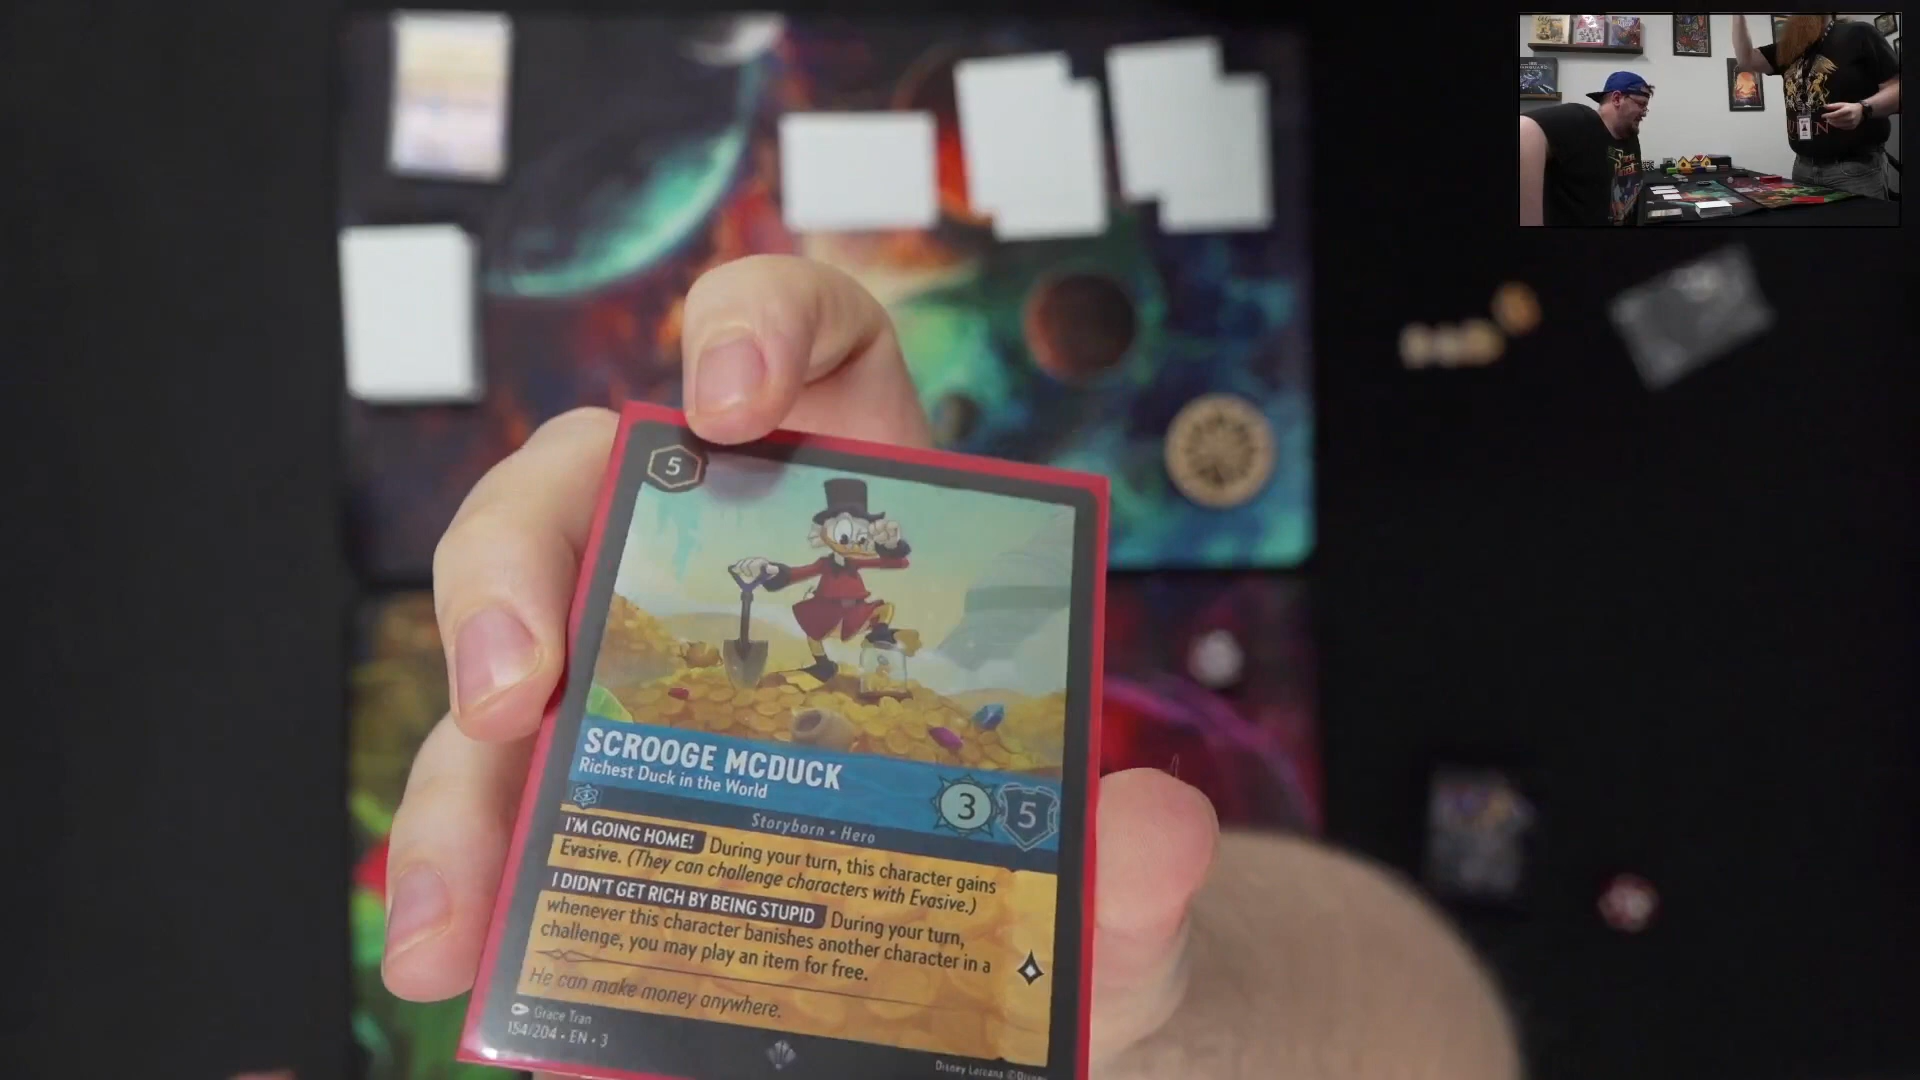 5
SCROOGE MCDUCK
Richest Duck in the World
3
5
Storyborn • Hero
I'M GOING HOME! During your turn, this character gains
Evasive. (They can challenge characters with Evasive.)
I DIDN'T GET RICH BY BEING STUPID During your turn,
whenever this character banishes another character in a
challenge, you may play an item for free.
He can make money anywhere.
Grace Tran
154/204 • EN • 3
Disney Lorcana ©Disney